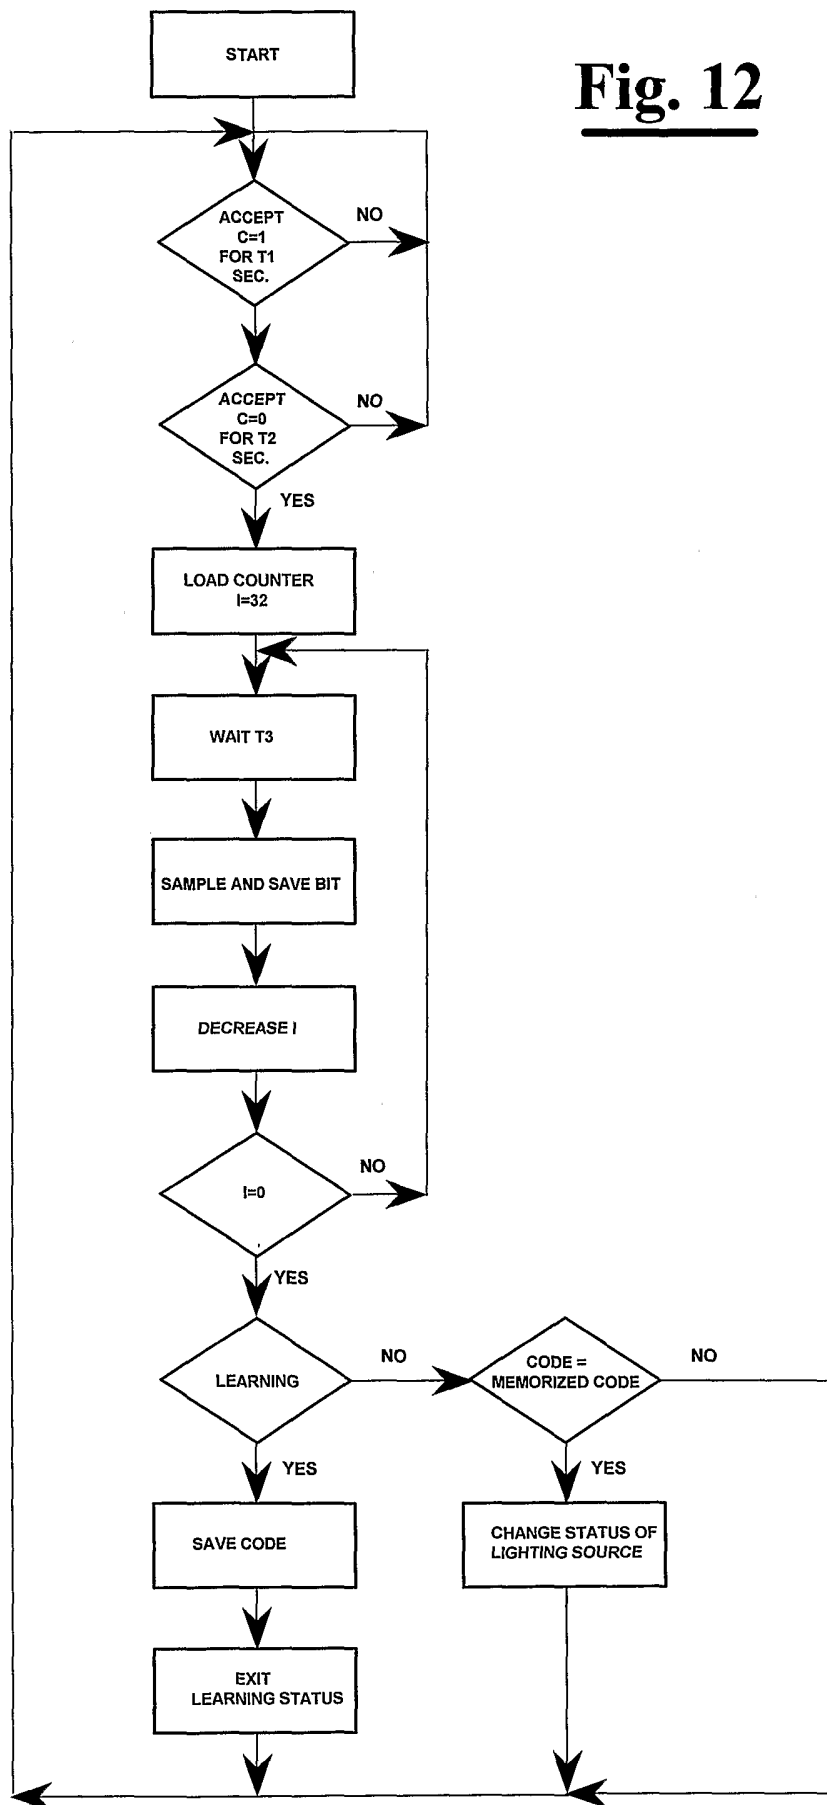 START
Fig. 12
ACCEPT
C=1
FOR T1
SEC.
NO
ACCEPT
C=0
FOR T2
SEC.
NO
YES
LOAD COUNTER
I=32
WAIT T3
SAMPLE AND SAVE BIT
DECREASE I
I=0
NO
YES
LEARNING
NO
CODE =
MEMORIZED CODE
NO
YES
YES
SAVE CODE
CHANGE STATUS OF
LIGHTING SOURCE
EXIT
LEARNING STATUS